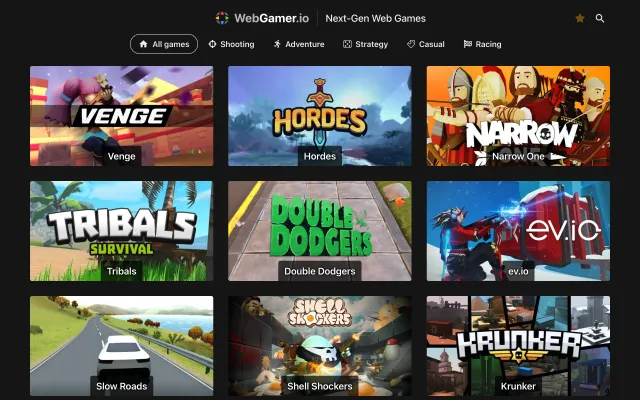 WebGamer.io
Next-Gen Web Games
All games
Shooting
Adventure
Strategy
Casual
Racing
VENGE
Venge
HORDES
Hordes
NARROW
Narrow One
TRIBALS
SURVIVAL
Tribals
DOUBLE
DODGERS
Double Dodgers
ev.io
ev.io
Slow Roads
SHELL
SHOCKERS
Shell Shockers
KRUNKER
Krunker